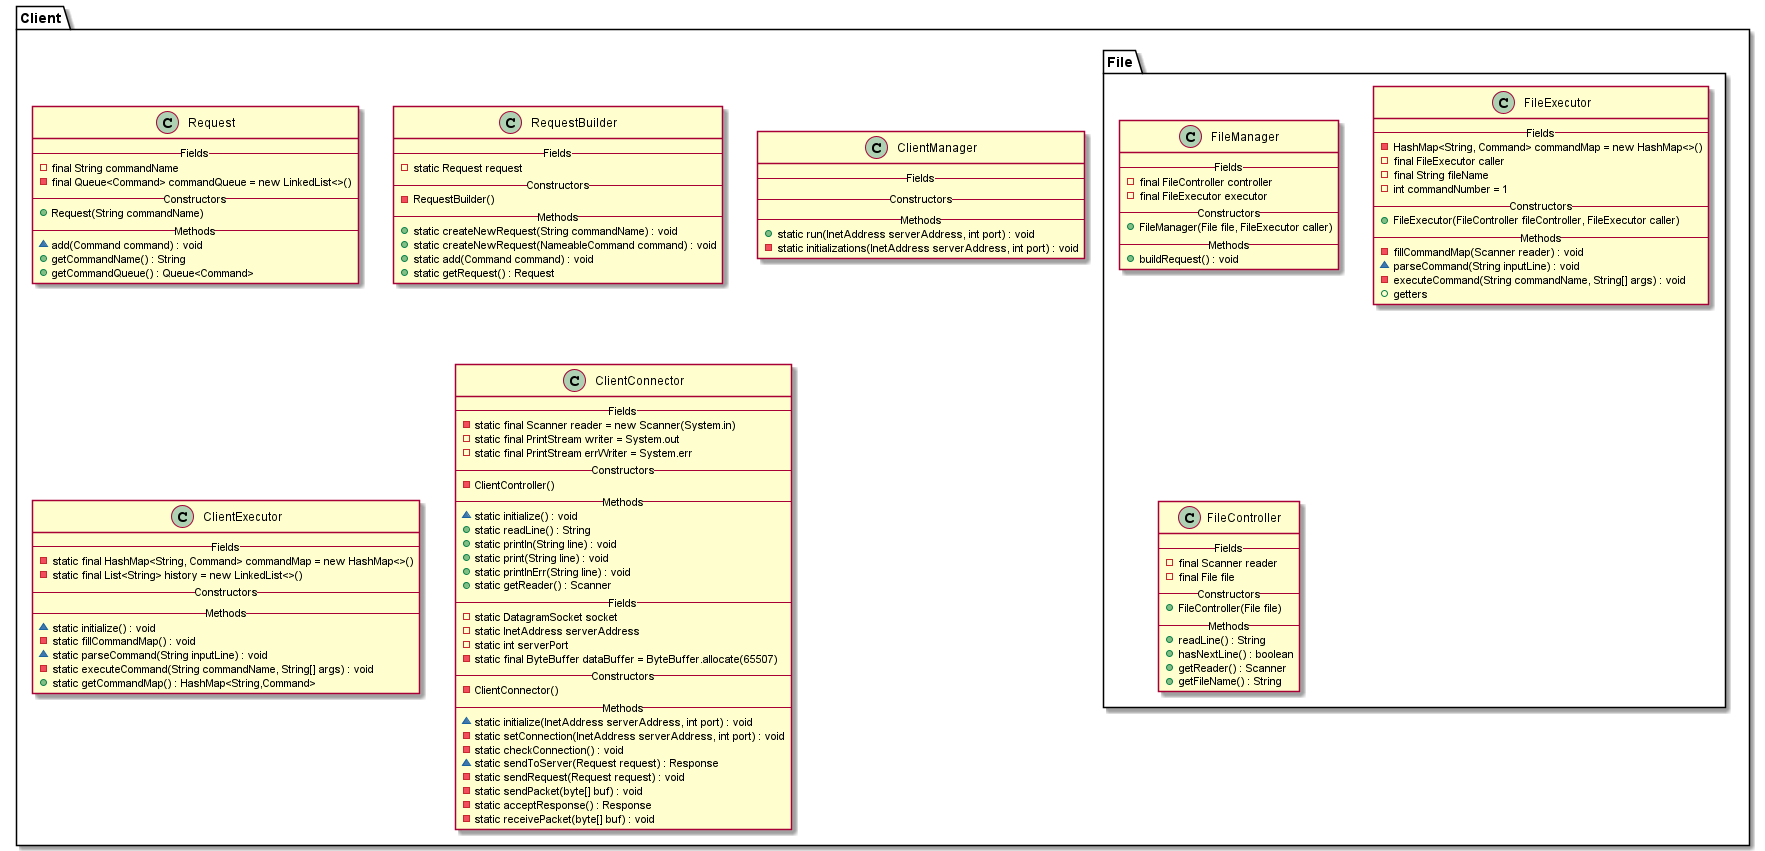 Client
File
C Request
Fields
final String commandName
final Queue<Command> commandQueue = new LinkedList<>()
Constructors
Request(String commandName)
Methods
add(Command command) : void
getCommandName() : String
getCommandQueue() : Queue<Command>
C RequestBuilder
Fields
static Request request
Constructors
RequestBuilder()
Methods
static createNewRequest(String commandName) : void
static createNewRequest(NameableCommand command) : void
static add(Command command) : void
static getRequest() : Request
C ClientManager
Fields
Constructors
Methods
static run(InetAddress serverAddress, int port) : void
static initializations(InetAddress serverAddress, int port) : void
C FileManager
Fields
final FileController controller
final FileExecutor executor
Constructors
FileManager(File file, FileExecutor caller)
Methods
buildRequest() : void
C FileExecutor
Fields
HashMap<String, Command> commandMap = new HashMap<>()
final FileExecutor caller
final String fileName
int commandNumber = 1
Constructors
FileExecutor(FileController fileController, FileExecutor caller)
Methods
fillCommandMap(Scanner reader) : void
parseCommand(String inputLine) : void
executeCommand(String commandName, String[] args) : void
getters
C ClientExecutor
Fields
static final HashMap<String, Command> commandMap = new HashMap<>()
static final List<String> history = new LinkedList<>()
Constructors
Methods
static initialize() : void
static fillCommandMap() : void
static parseCommand(String inputLine) : void
static executeCommand(String commandName, String[] args) : void
static getCommandMap() : HashMap<String,Command>
C ClientConnector
Fields
static final Scanner reader = new Scanner(System.in)
static final PrintStream writer = System.out
static final PrintStream errWriter = System.err
Constructors
ClientController()
Methods
static initialize() : void
static readLine() : String
static println(String line) : void
static print(String line) : void
static printlnErr(String line) : void
static getReader() : Scanner
Fields
static DatagramSocket socket
static InetAddress serverAddress
static int serverPort
static final ByteBuffer dataBuffer = ByteBuffer.allocate(65507)
Constructors
ClientConnector()
Methods
static initialize(InetAddress serverAddress, int port) : void
static setConnection(InetAddress serverAddress, int port) : void
static checkConnection() : void
static sendToServer(Request request) : Response
static sendRequest(Request request) : void
static sendPacket(byte[] buf) : void
static acceptResponse() : Response
static receivePacket(byte[] buf) : void
C FileController
Fields
final Scanner reader
final File file
Constructors
FileController(File file)
Methods
readLine() : String
hasNextLine() : boolean
getReader() : Scanner
getFileName() : String